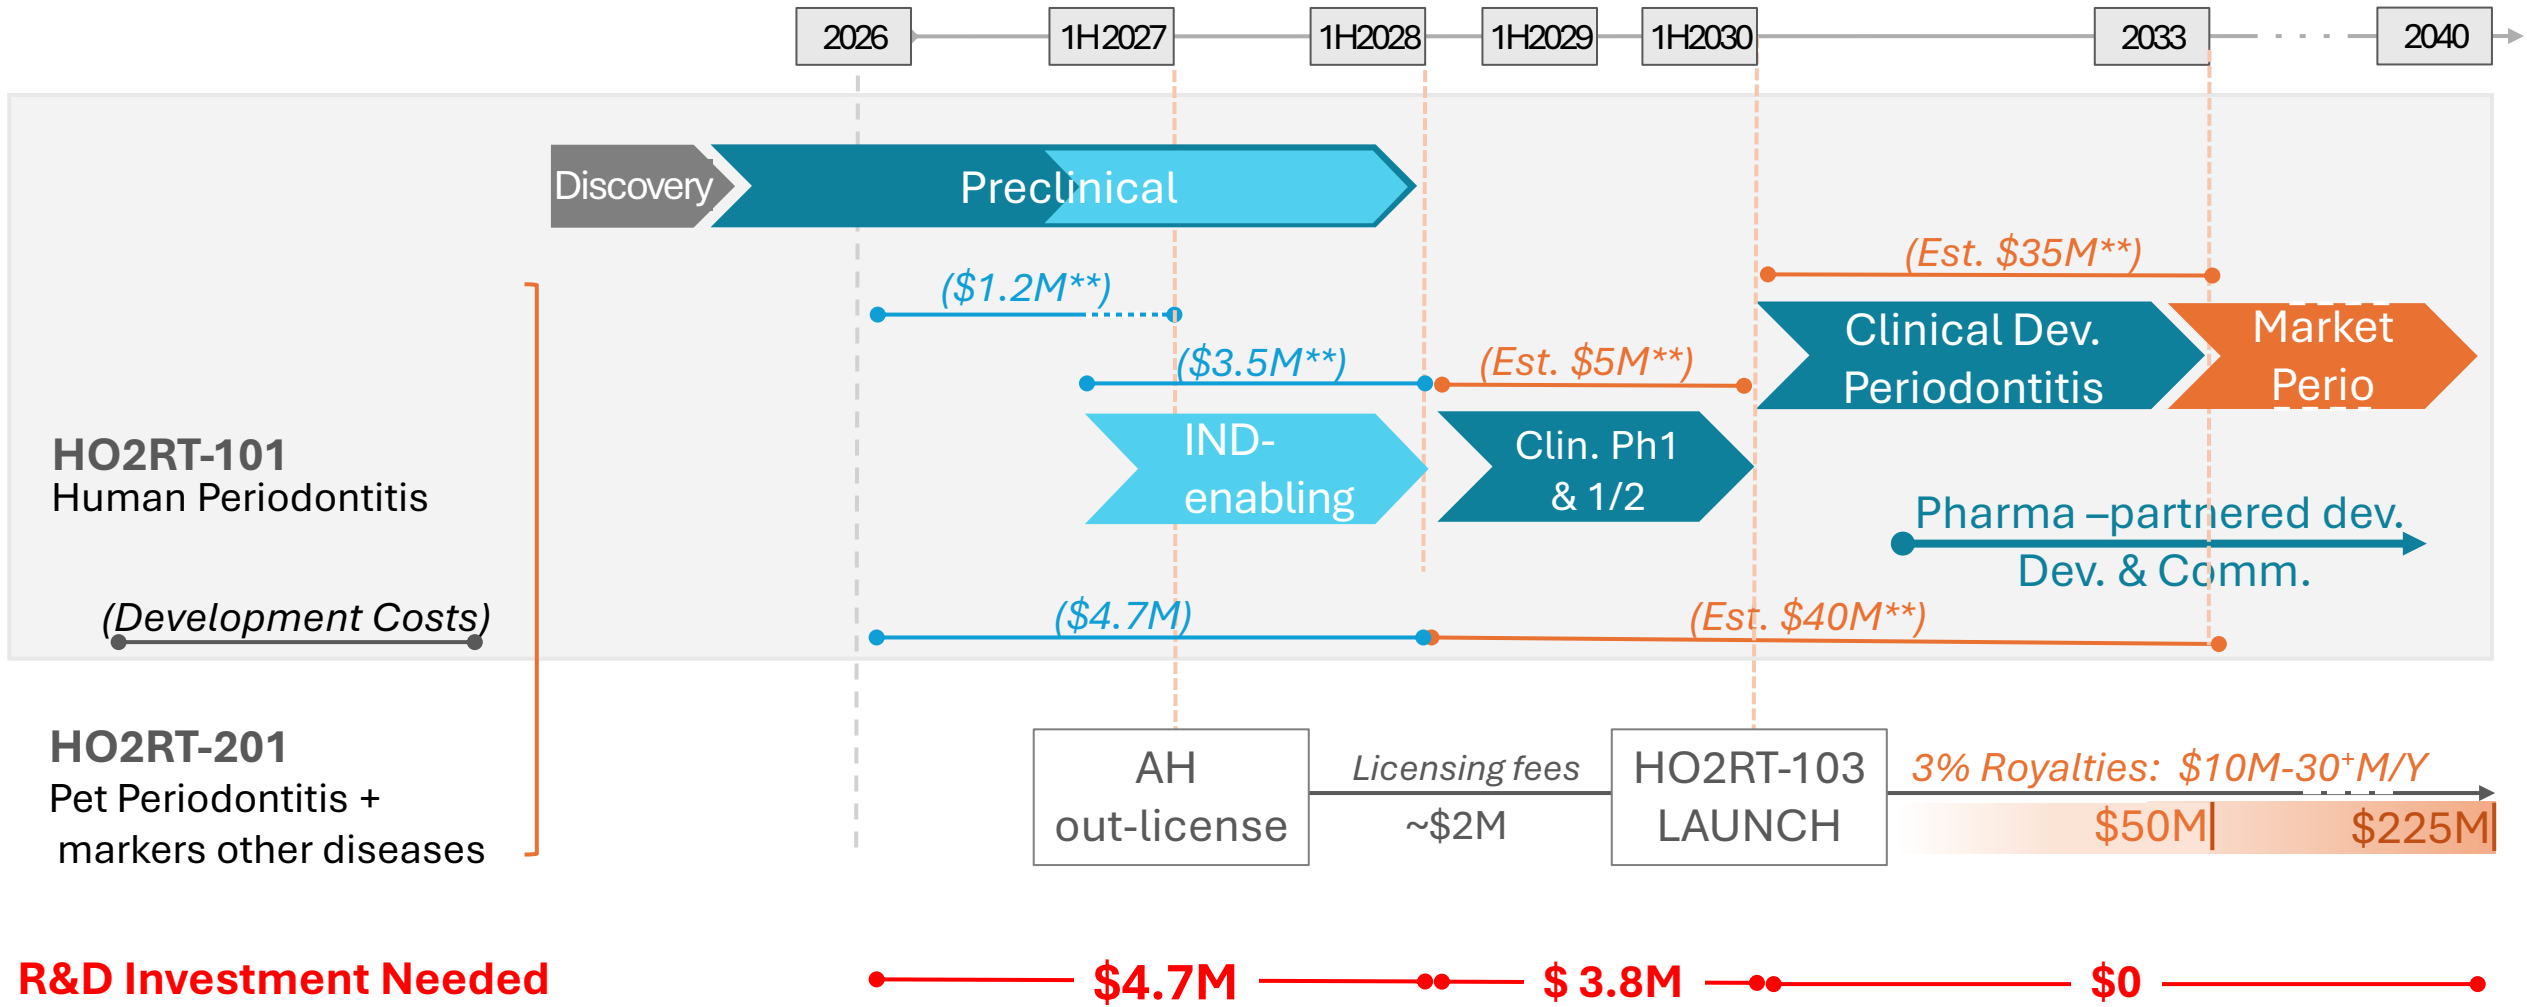 2026
1H2027
1H2028
1H2029
1H2030
2033
2040
Discovery
Preclinical
(Est. $35M**)
($1.2M**)
Clinical Dev.
Periodontitis
Market
Perio
($3.5M**)
(Est. $5M**)
IND-
enabling
Clin. Ph1
& 1/2
HO2RT-101
Human Periodontitis
Pharma –partnered dev.
Dev. & Comm.
(Development Costs)
($4.7M)
(Est. $40M**)
HO2RT-201
Pet Periodontitis +
markers other diseases
AH
out-license
Licensing fees
~$2M
HO2RT-103
LAUNCH
3% Royalties: $10M-30⁺M/Y
$50M
$225M
R&D Investment Needed
$4.7M
$ 3.8M
$0